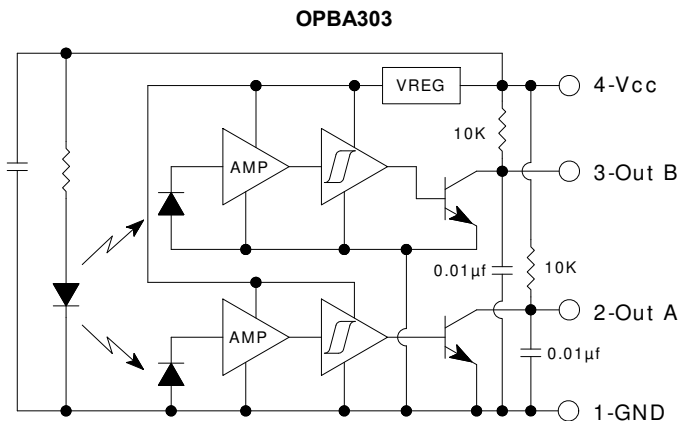 OPBA303
VREG
4-Vcc
10K
AMP
3-Out B
0.01µf
10K
AMP
2-Out A
0.01µf
1-GND